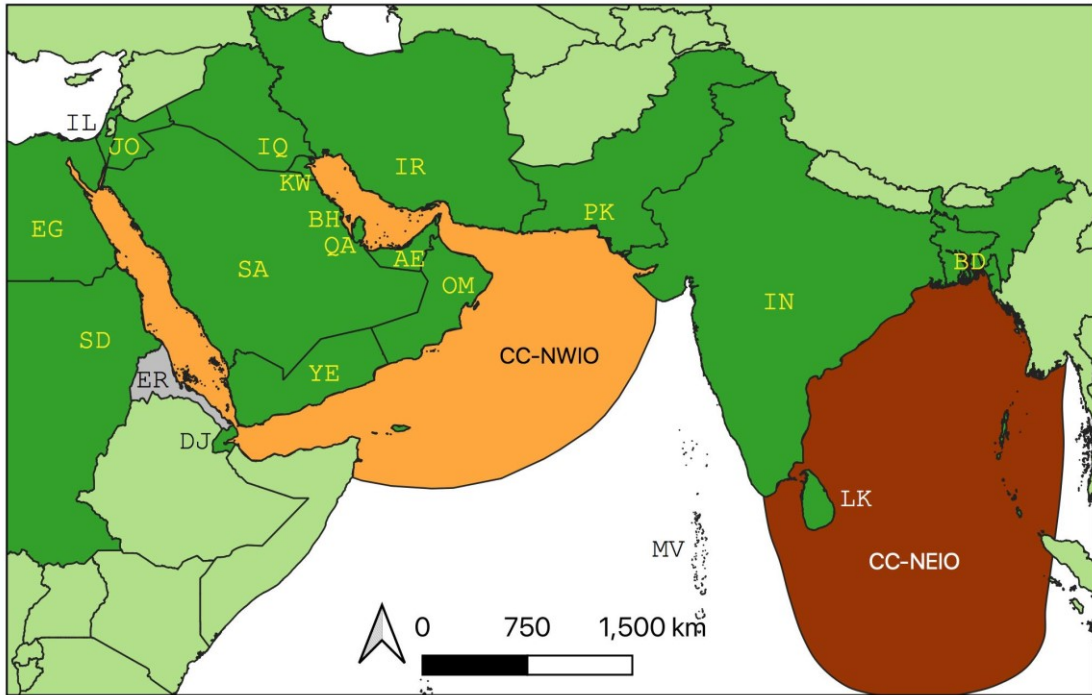 IL
JO
IQ
IR
KW
PK
BH
EG
QA
BD
AE
SA
OM
IN
SD
CC-NWIO
YE
ER
DJ
LK
MV
CC-NEIO
0 750 1,500 km